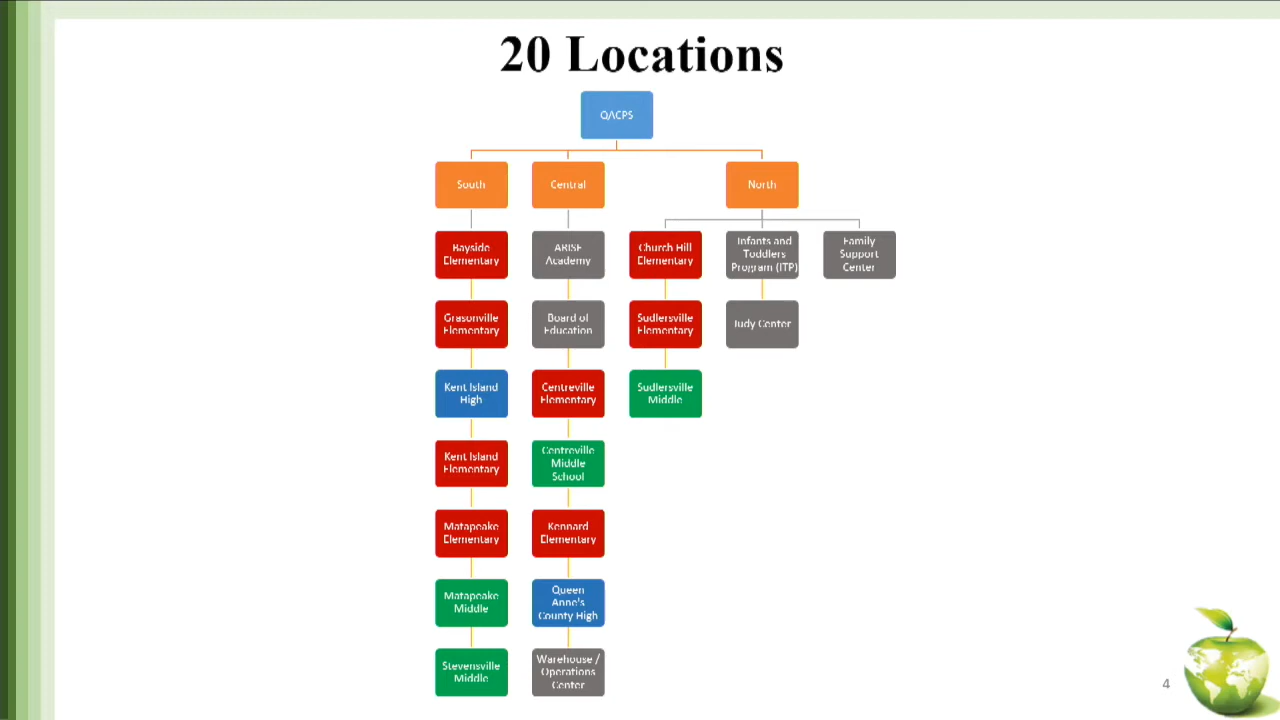 20 Locations
QACPS
South
Central
North
Bayside
Elementary
ARISE
Academy
Church Hill
Elementary
Infants and
Toddlers
Program (ITP)
Family
Support
Center
Grasonville
Elementary
Board of
Education
Sudlersville
Elementary
Judy Center
Kent Island
High
Centreville
Elementary
Sudlersville
Middle
Kent Island
Elementary
Centreville
Middle
School
Matapeake
Elementary
Kennard
Elementary
Matapeake
Middle
Queen
Anne's
County High
Stevensville
Middle
Warehouse /
Operations
Center
4